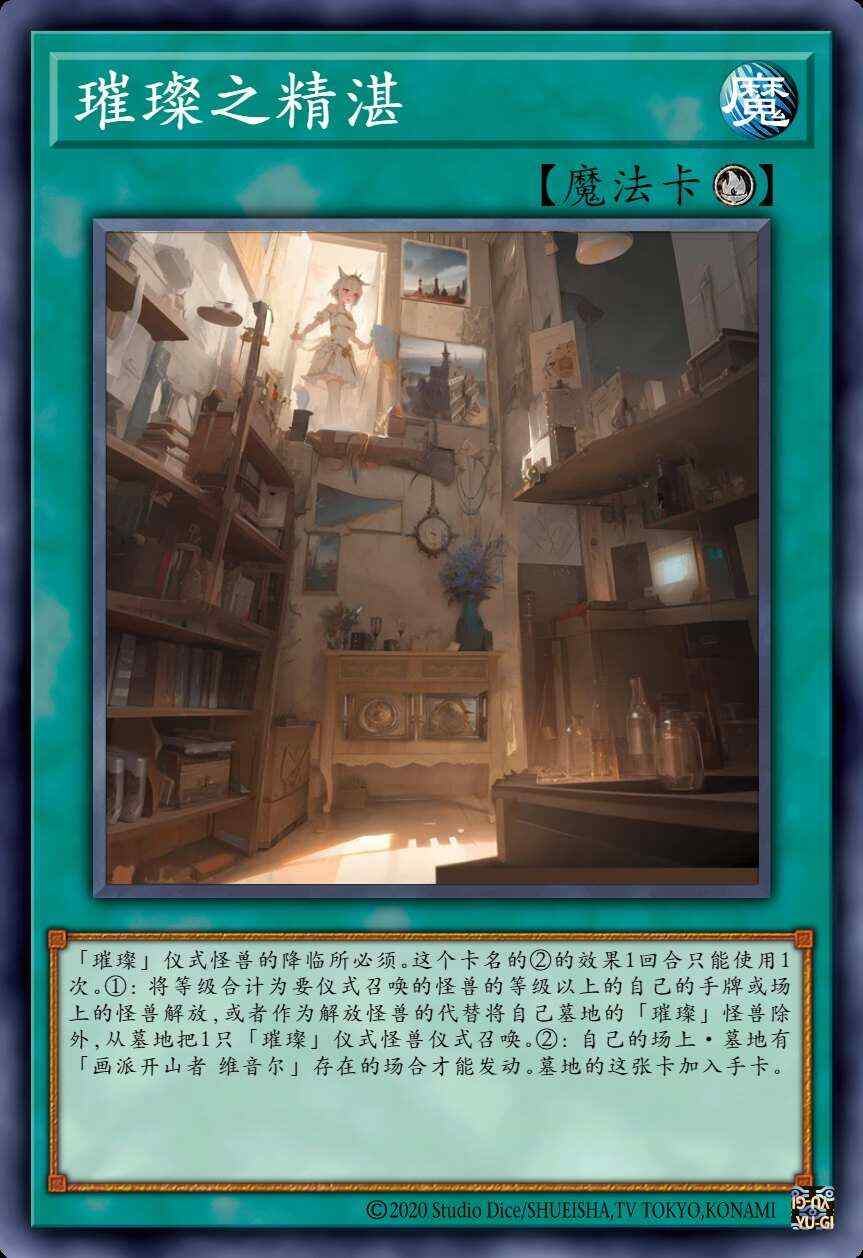 璀璨之精湛
魔
【魔法卡】
「璀璨」仪式怪兽的降临所必须。这个卡名的②的效果1回合只能使用1
次。①：将等级合计为要仪式召唤的怪兽的等级以上的自己的手牌或场
上的怪兽解放，或者作为解放怪兽的代替将自己墓地的「璀璨」怪兽除
外，从墓地把1只「璀璨」仪式怪兽仪式召唤。②：自己的场上·墓地有
「画派开山者 维音尔」存在的场合才能发动。墓地的这张卡加入手卡。
©2020 Studio Dice/SHUEISHA,TV TOKYO,KONAMI